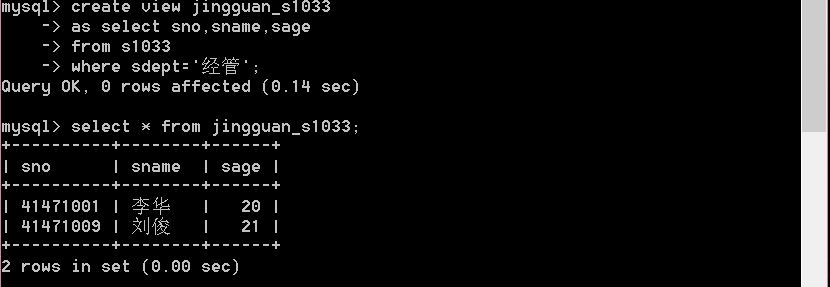 mysql> create view jingguan_s1033
    -> as select sno,sname,sage
    -> from s1033
    -> where sdept='经管';
Query OK, 0 rows affected (0.14 sec)
mysql> select * from jingguan_s1033;
+----------+--------+------+
| sno      | sname  | sage |
+----------+--------+------+
| 41471001 | 李华   |   20 |
| 41471009 | 刘俊   |   21 |
+----------+--------+------+
2 rows in set (0.00 sec)